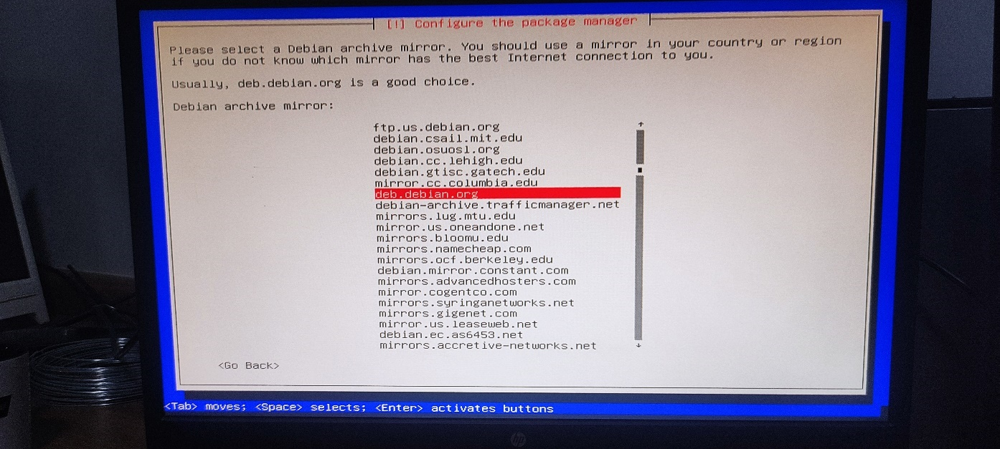 [!] Configure the package manager
Please select a Debian archive mirror. You should use a mirror in your country or region
if you do not know which mirror has the best Internet connection to you.
Usually, deb.debian.org is a good choice.
Debian archive mirror:
ftp.us.debian.org
debian.csail.mit.edu
debian.osuosl.org
debian.cc.lehigh.edu
debian.gtisc.gatech.edu
mirror.cc.columbia.edu
deb.debian.org
debian-archive.trafficmanager.net
mirrors.lug.mtu.edu
mirror.us.oneandone.net
mirrors.bloomu.edu
mirrors.namecheap.com
mirrors.ocf.berkeley.edu
debian.mirror.constant.com
mirrors.advancedhosters.com
mirror.cogentco.com
mirrors.syringanetworks.net
mirrors.gigenet.com
mirror.us.leaseweb.net
debian.ec.as6453.net
mirrors.accretive-networks.net
<Go Back>
<Tab> moves; <Space> selects; <Enter> activates buttons
hp